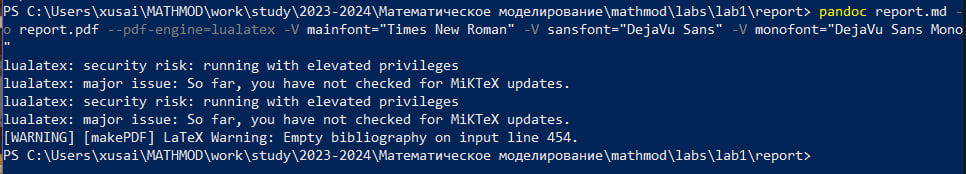 PS C:\Users\xusai\MATHMOD\work\study\2023-2024\Математическое моделирование\mathmod\labs\lab1\report> pandoc report.md -
o report.pdf --pdf-engine=lualatex -V mainfont="Times New Roman" -V sansfont="DejaVu Sans" -V monofont="DejaVu Sans Mono
"
lualatex: security risk: running with elevated privileges
lualatex: major issue: So far, you have not checked for MiKTeX updates.
lualatex: security risk: running with elevated privileges
lualatex: major issue: So far, you have not checked for MiKTeX updates.
[WARNING] [makePDF] LaTeX Warning: Empty bibliography on input line 454.
PS C:\Users\xusai\MATHMOD\work\study\2023-2024\Математическое моделирование\mathmod\labs\lab1\report>